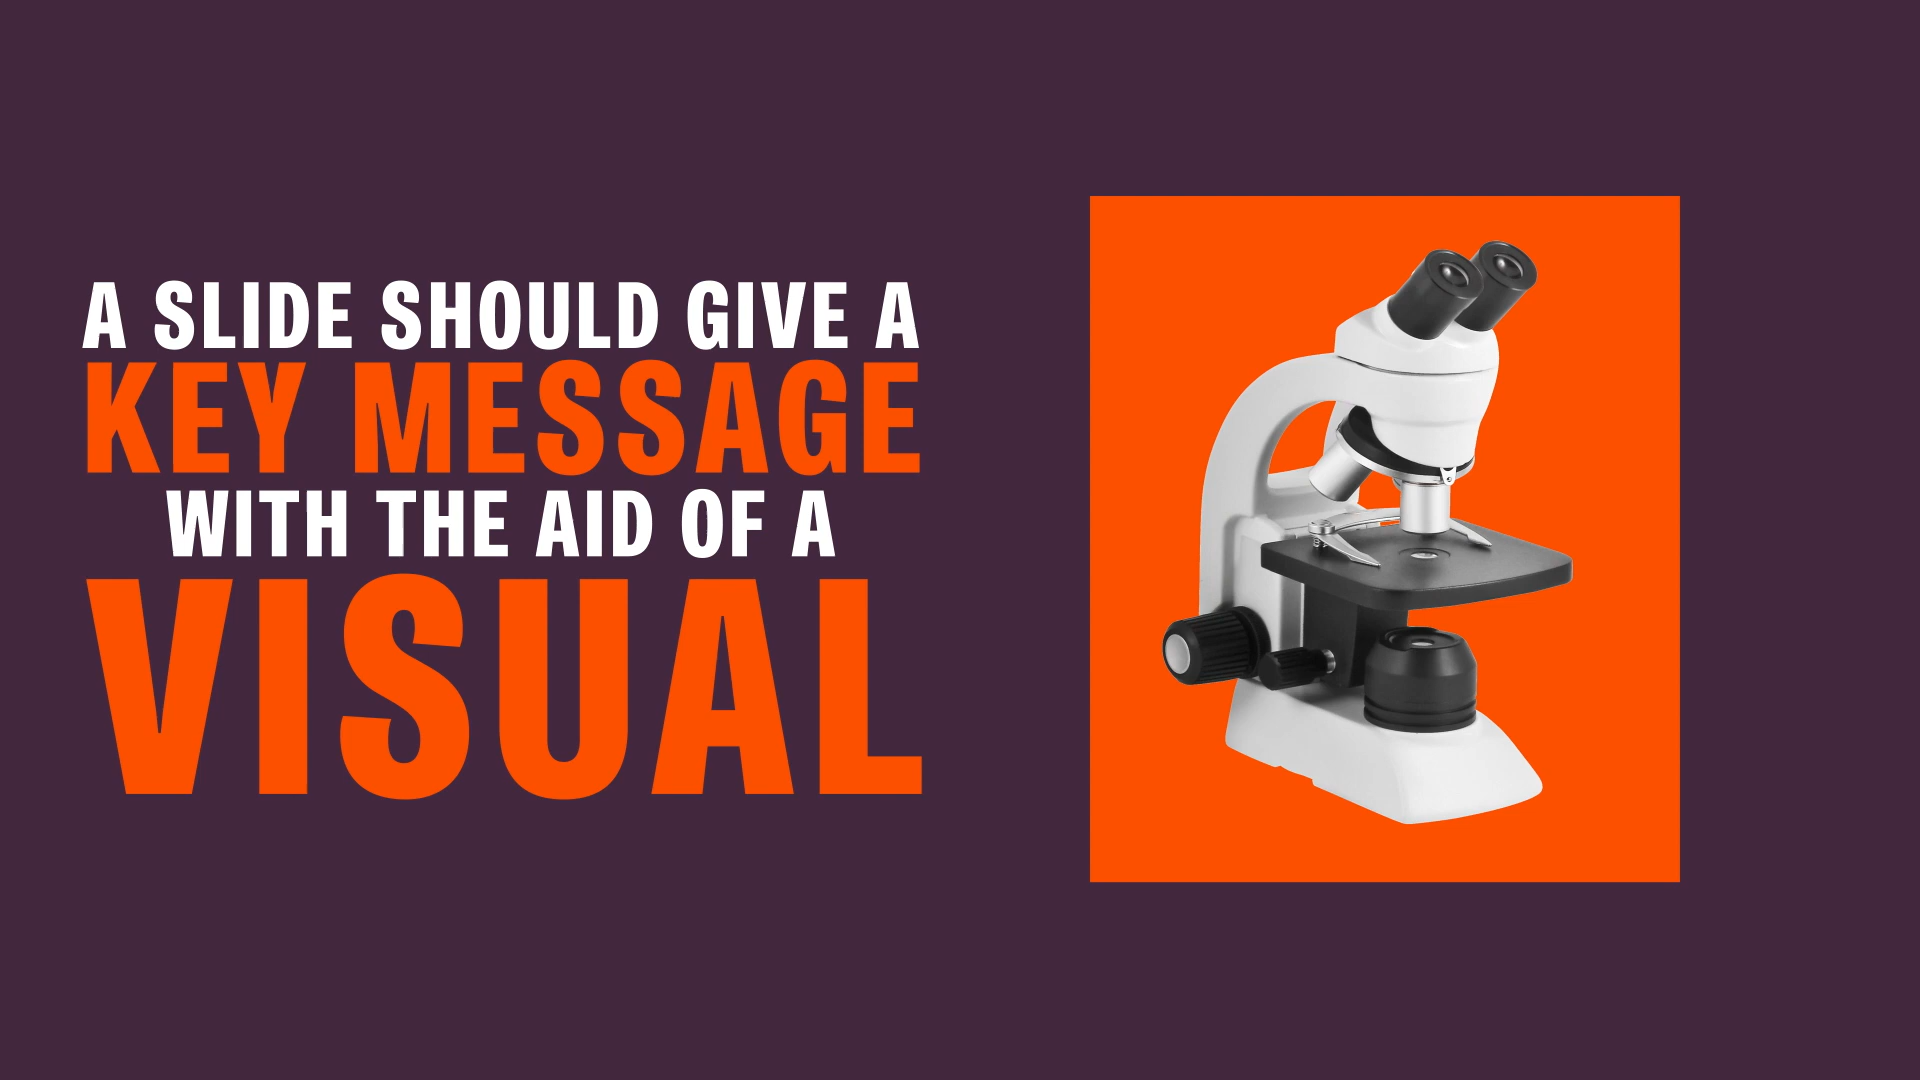 A SLIDE SHOULD GIVE A
KEY MESSAGE
WITH THE AID OF A
VISUAL